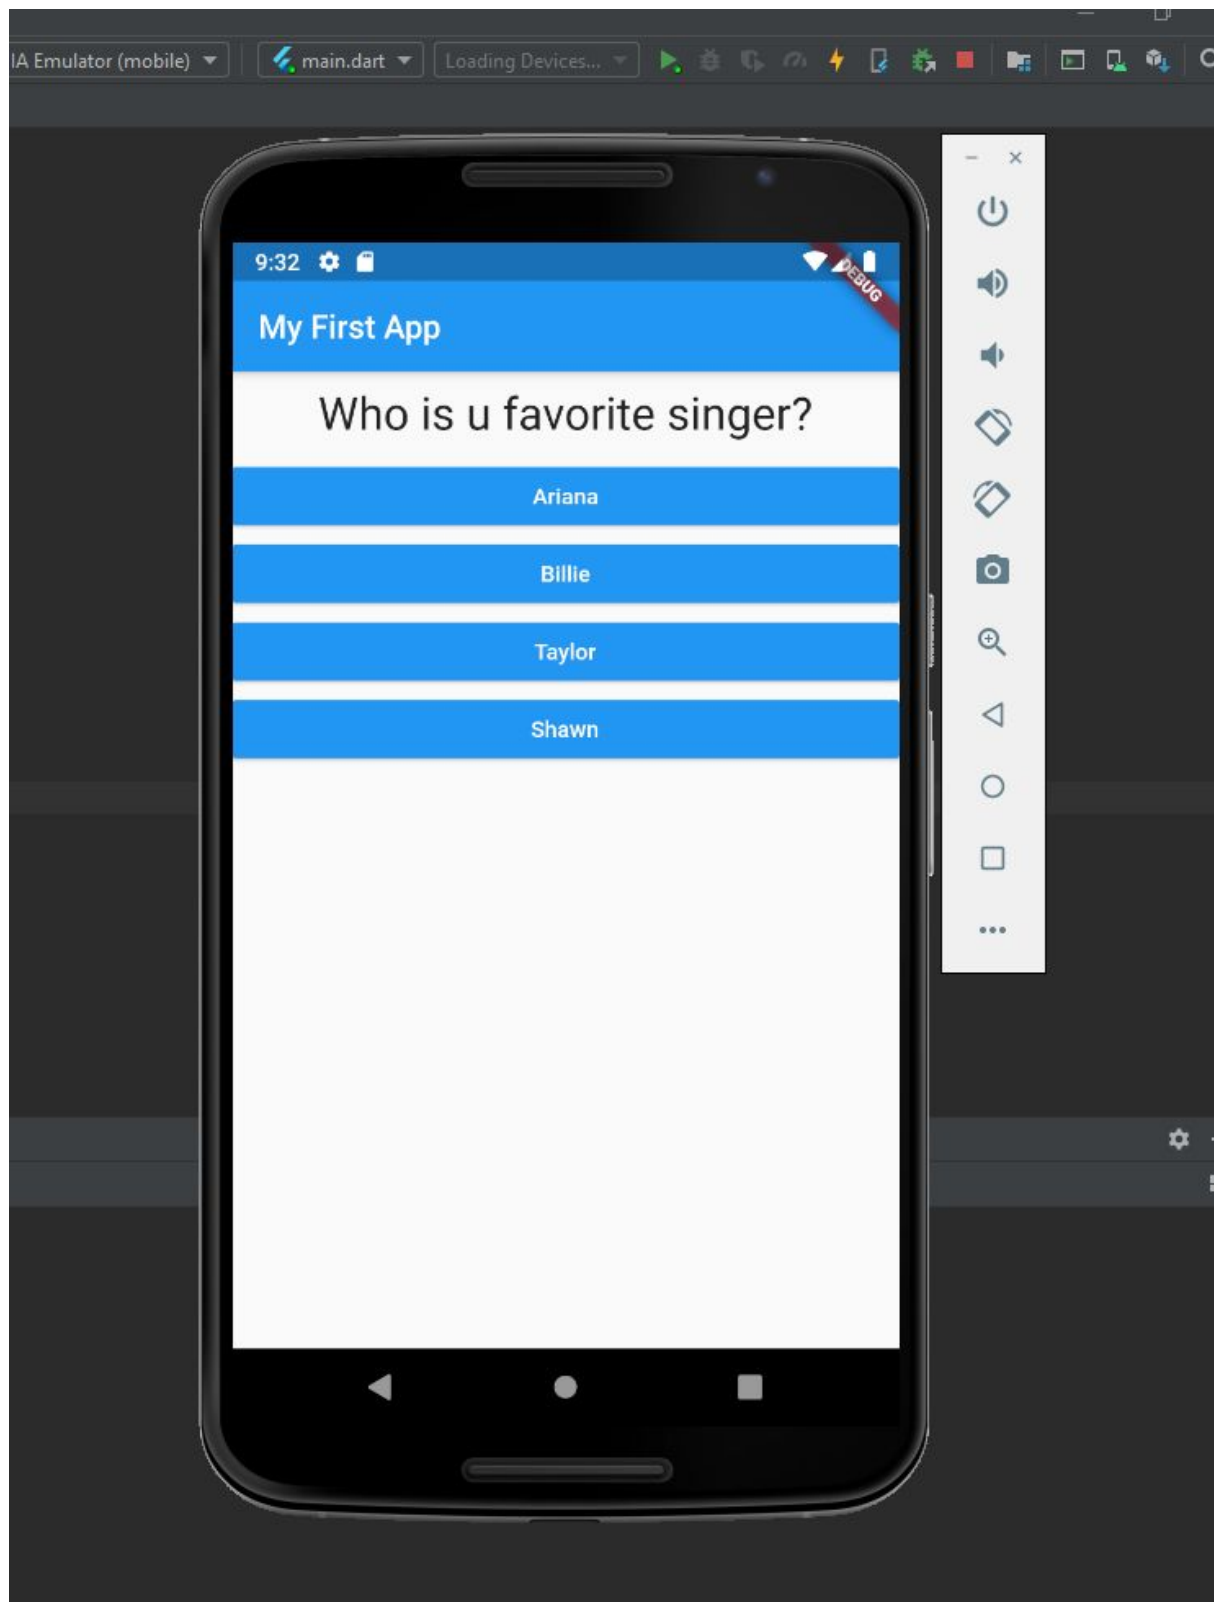 IA Emulator (mobile) main.dart Loading Devices...
9:32
DEBUG
My First App
Who is u favorite singer?
Ariana
Billie
Taylor
Shawn